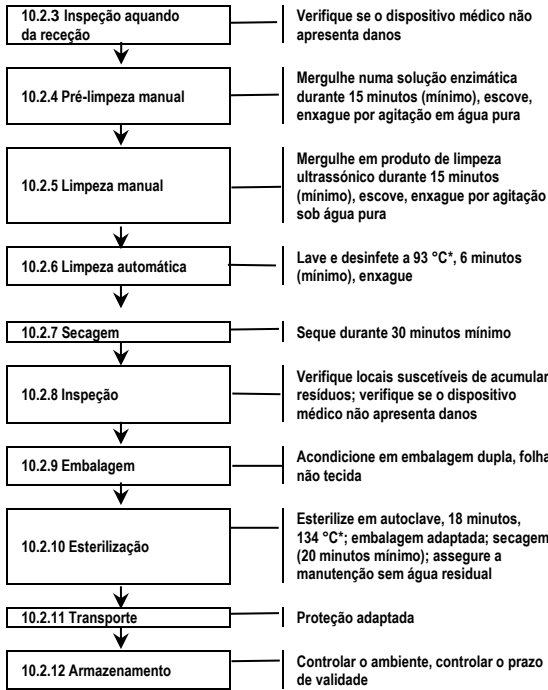 10.2.3 Inspeção aquando
da receção
Verifique se o dispositivo médico não
apresenta danos
10.2.4 Pré-limpeza manual
Mergulhe numa solução enzimática
durante 15 minutos (mínimo), escove,
enxague por agitação em água pura
10.2.5 Limpeza manual
Mergulhe em produto de limpeza
ultrassónico durante 15 minutos
(mínimo), escove, enxague por agitação
sob água pura
10.2.6 Limpeza automática
Lave e desinfete a 93 °C*, 6 minutos
(mínimo), enxague
10.2.7 Secagem
Seque durante 30 minutos mínimo
10.2.8 Inspeção
Verifique locais suscetíveis de acumular
resíduos; verifique se o dispositivo
médico não apresenta danos
10.2.9 Embalagem
Acondicione em embalagem dupla, folha
não tecida
10.2.10 Esterilização
Esterilize em autoclave, 18 minutos,
134 °C*; embalagem adaptada; secagem
(20 minutos mínimo); assegure a
manutenção sem água residual
10.2.11 Transporte
Proteção adaptada
10.2.12 Armazenamento
Controlar o ambiente, controlar o prazo
de validade